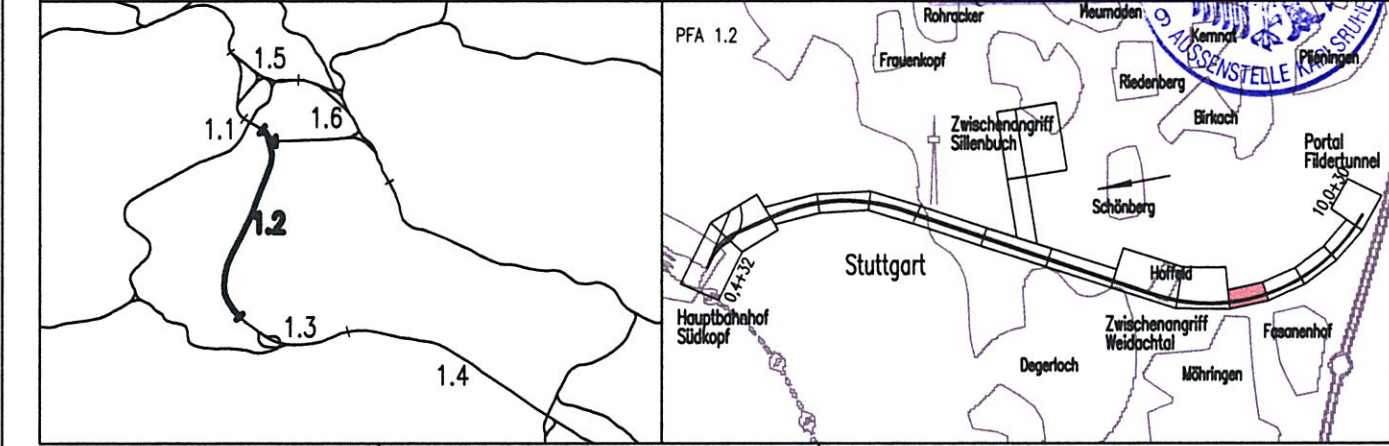 1.5
1.6
1.1
1.2
1.3
1.4
PFA 1.2
Rohracker
Heumaden
Kemnat
Plieningen
AUSSENSTELLE KARLSRUHE
Frauenkopf
Riedenberg
Birkach
Zwischenangriff
Sillenbuch
Portal
Fildertunnel
10,0+30
Schönberg
Stuttgart
Hoffeld
0,4+32
Hauptbahnhof
Südkopf
Zwischenangriff
Weidachtal
Fasanenhof
Degerloch
Möhringen